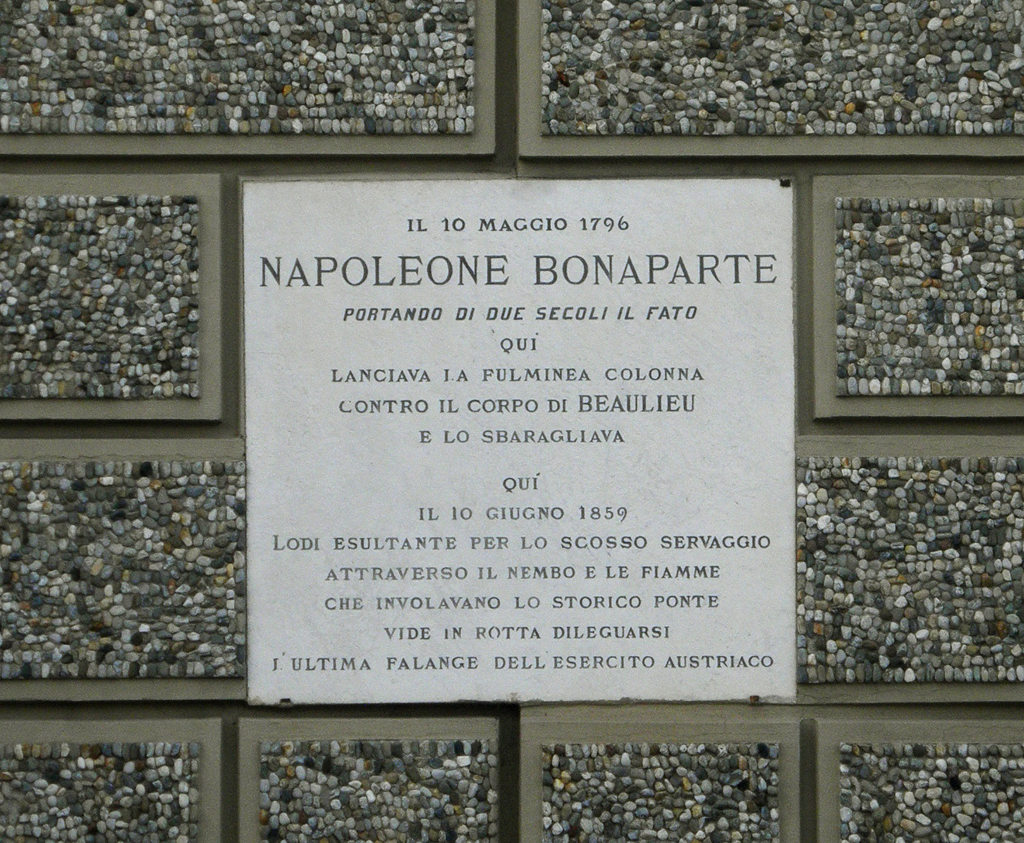 IL 10 MAGGIO 1796
NAPOLEONE BONAPARTE
PORTANDO DI DUE SECOLI IL FATO
QUI
LANCIAVA LA FULMINEA COLONNA
CONTRO IL CORPO DI BEAULIEU
E LO SBARAGLIAVA
QUÍ
IL 10 GIUGNO 1859
LODI ESULTANTE PER LO SCOSSO SERVAGGIO
ATTRAVERSO IL NEMBO E LE FIAMME
CHE INVOLAVANO LO STORICO PONTE
VIDE IN ROTTA DILEGUARSI
L'ULTIMA FALANGE DELL'ESERCITO AUSTRIACO